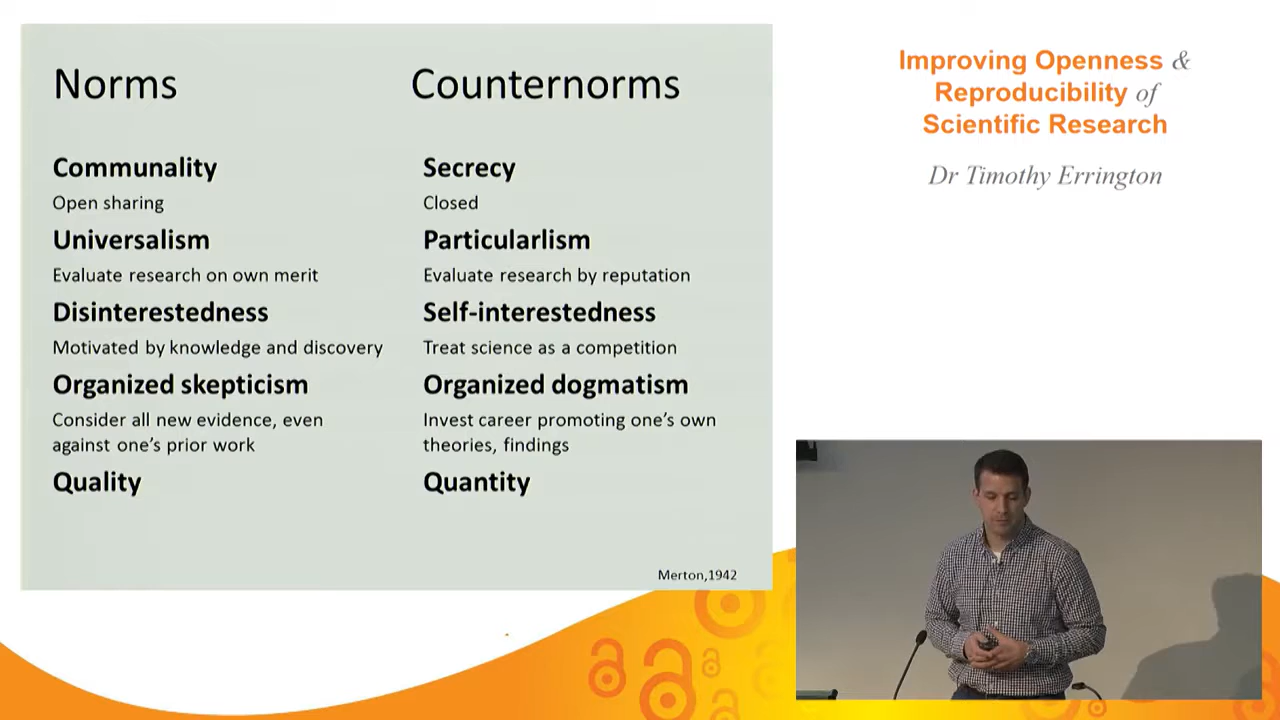 Norms
Counternorms
Communality
Open sharing
Secrecy
Closed
Universalism
Evaluate research on own merit
Particularlism
Evaluate research by reputation
Disinterestedness
Motivated by knowledge and discovery
Self-interestedness
Treat science as a competition
Organized skepticism
Consider all new evidence, even
against one's prior work
Organized dogmatism
Invest career promoting one's own
theories, findings
Quality
Quantity
Merton,1942
Improving Openness &
Reproducibility of
Scientific Research
Dr Timothy Errington